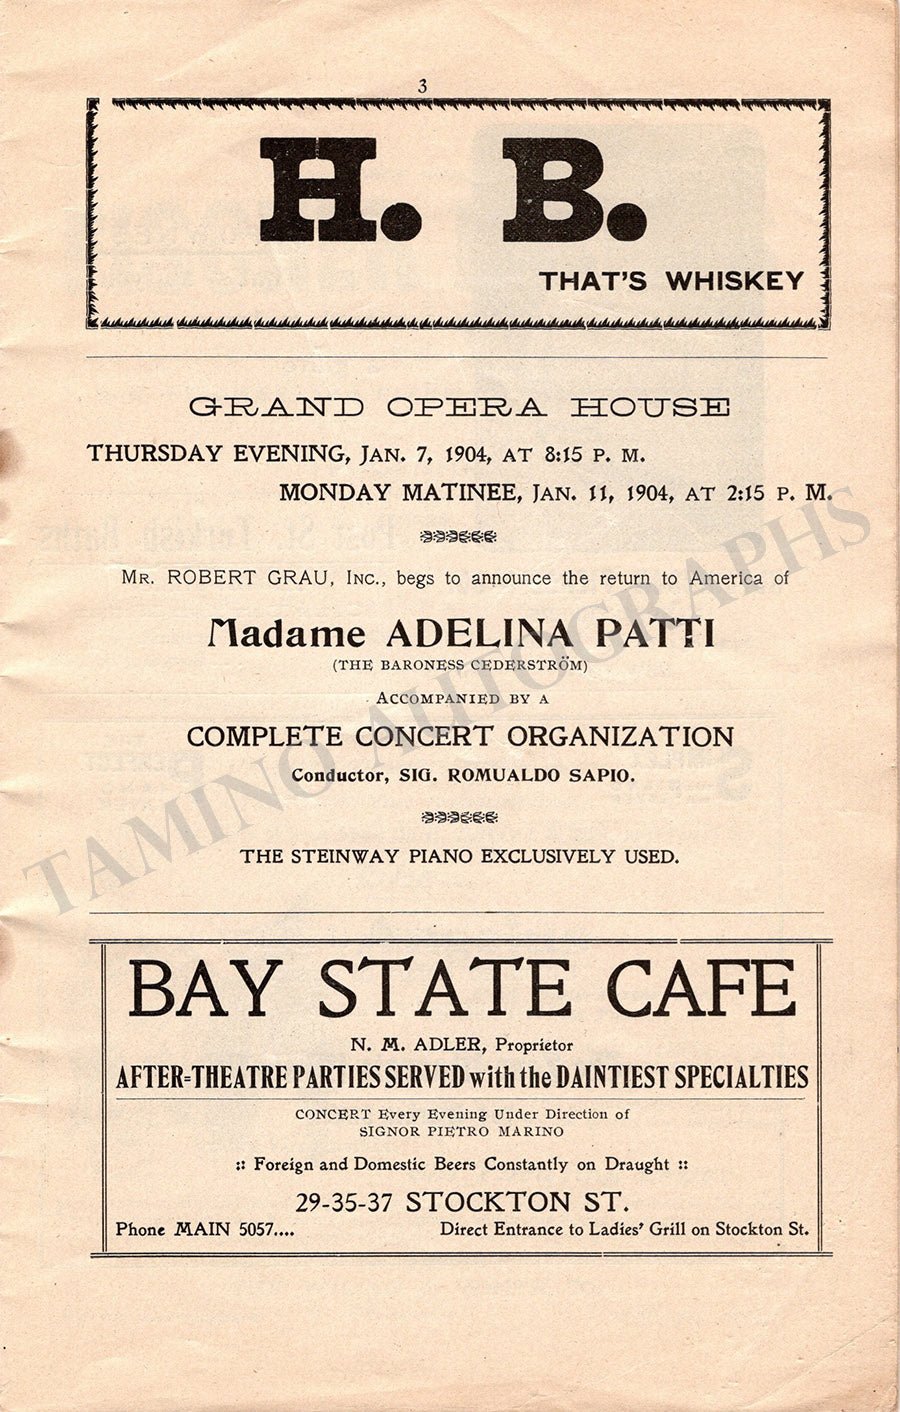 3
H. B.
THAT'S WHISKEY
GRAND OPERA HOUSE
THURSDAY EVENING, JAN. 7, 1904, AT 8:15 P. M.
MONDAY MATINEE, JAN. 11, 1904, AT 2:15 P. M.
MR. ROBERT GRAU, INC., begs to announce the return to America of
Madame ADELINA PATTI
(THE BARONESS CEDERSTRÖM)
ACCOMPANIED BY A
COMPLETE CONCERT ORGANIZATION
Conductor, SIG. ROMUALDO SAPIO.
THE STEINWAY PIANO EXCLUSIVELY USED.
TAMINO AUTOGRAPHS
BAY STATE CAFE
N. M. ADLER, Proprietor
AFTER=THEATRE PARTIES SERVED with the DAINTIEST SPECIALTIES
CONCERT Every Evening Under Direction of
SIGNOR PIETRO MARINO
:: Foreign and Domestic Beers Constantly on Draught ::
29-35-37 STOCKTON ST.
Phone MAIN 5057.... Direct Entrance to Ladies' Grill on Stockton St.